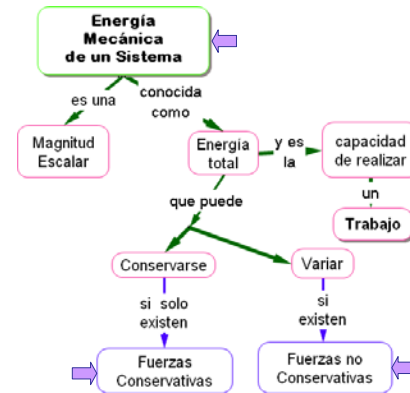 Energía
Mecánica
de un Sistema
es una
conocida
como
Magnitud
Escalar
Energía
total
y es
la
capacidad
de realizar
un
Trabajo
que puede
Conservarse
Variar
si solo
existen
si
existen
Fuerzas
Conservativas
Fuerzas no
Conservativas